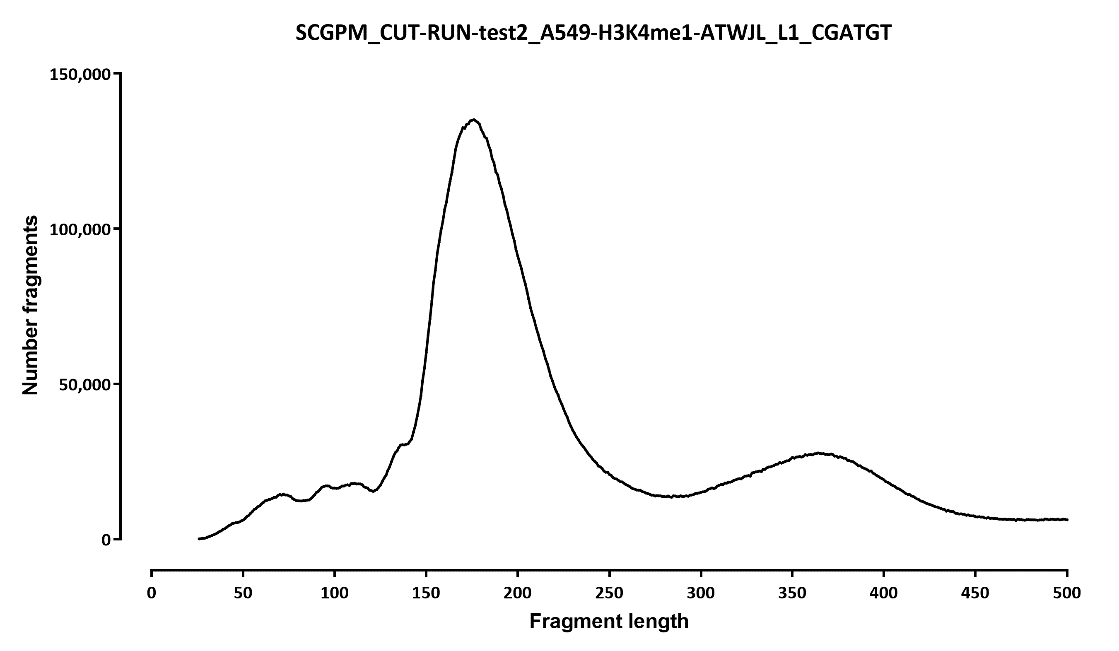 SCGPM_CUT-RUN-test2_A549-H3K4me1-ATWJL_L1_CGATGT
150,000
100,000
50,000
0
Number fragments
0 50 100 150 200 250 300 350 400 450 500
Fragment length